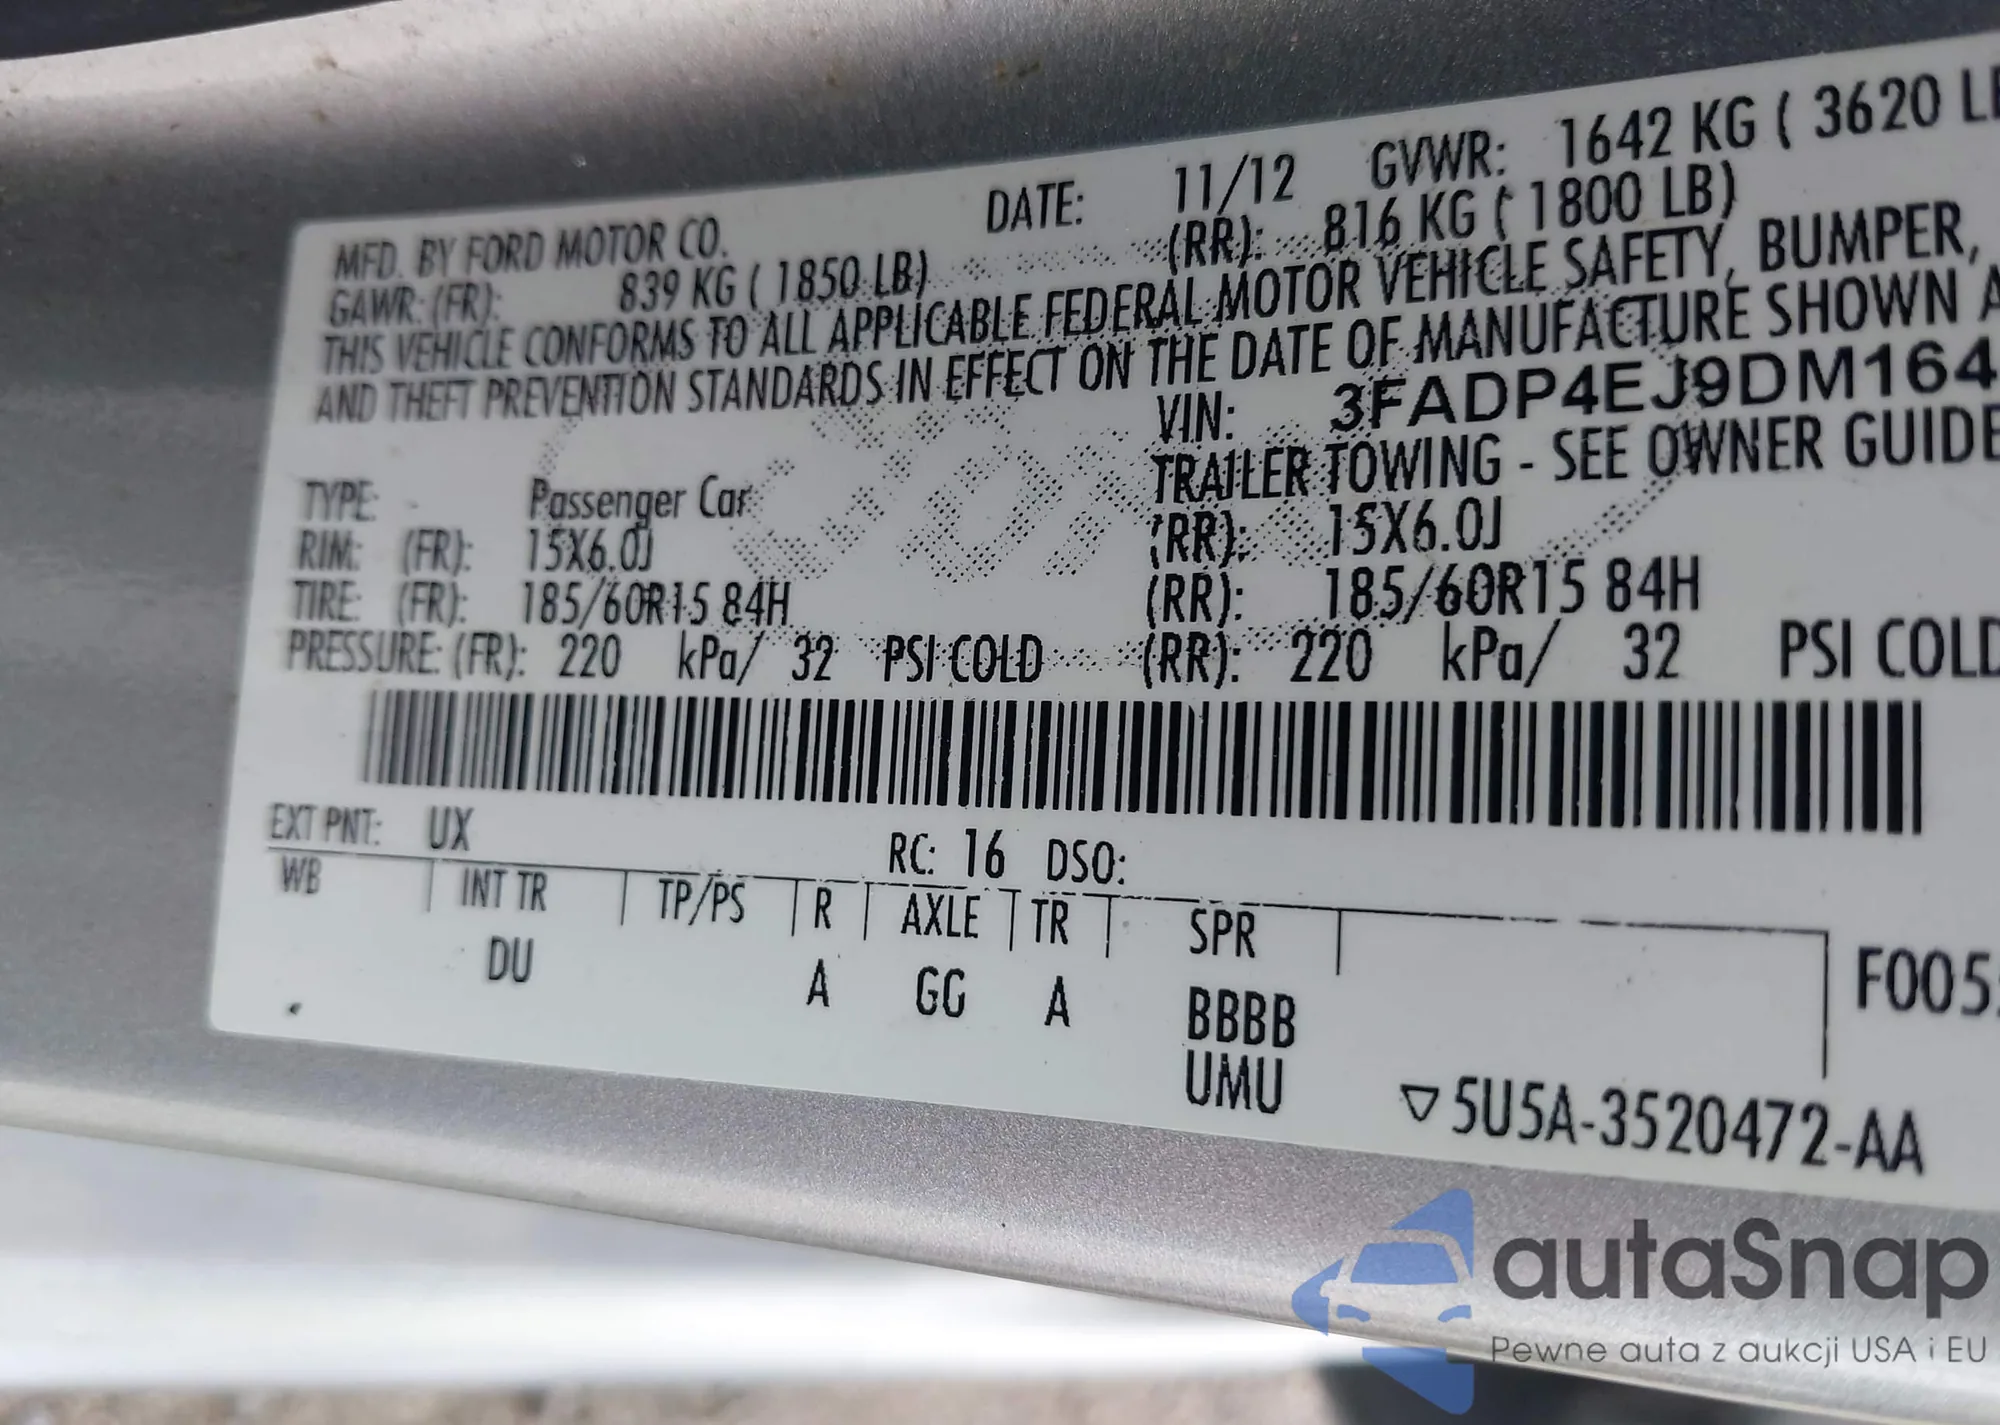 MFD. BY FORD MOTOR CO. DATE: 11/12 GVWR: 1642 KG ( 3620
GAWR: (FR): 839 KG ( 1850 LB) (RR): 816 KG ( 1800 LB)
THIS VEHICLE CONFORMS TO ALL APPLICABLE FEDERAL MOTOR VEHICLE SAFETY, BUMPER,
AND THEFT PREVENTION STANDARDS IN EFFECT ON THE DATE OF MANUFACTURE SHOWN
VIN: 3FADP4EJ9DM164
TRAILER TOWING - SEE OWNER GUIDE
TYPE: Passenger Car
RIM: (FR): 15X6.0J (RR): 15X6.0J
TIRE: (FR): 185/60R15 84H (RR): 185/60R15 84H
PRESSURE: (FR): 220 kPa/ 32 PSI COLD (RR): 220 kPa/ 32 PSI COLD
EXT PNT: UX RC: 16 DSO:
WB INT TR TP/PS R AXLE TR SPR
DU A GG A BBBB F005
UMU
▽5U5A-3520472-AA
autaSnap
Pewne auta z aukcji USA i EU